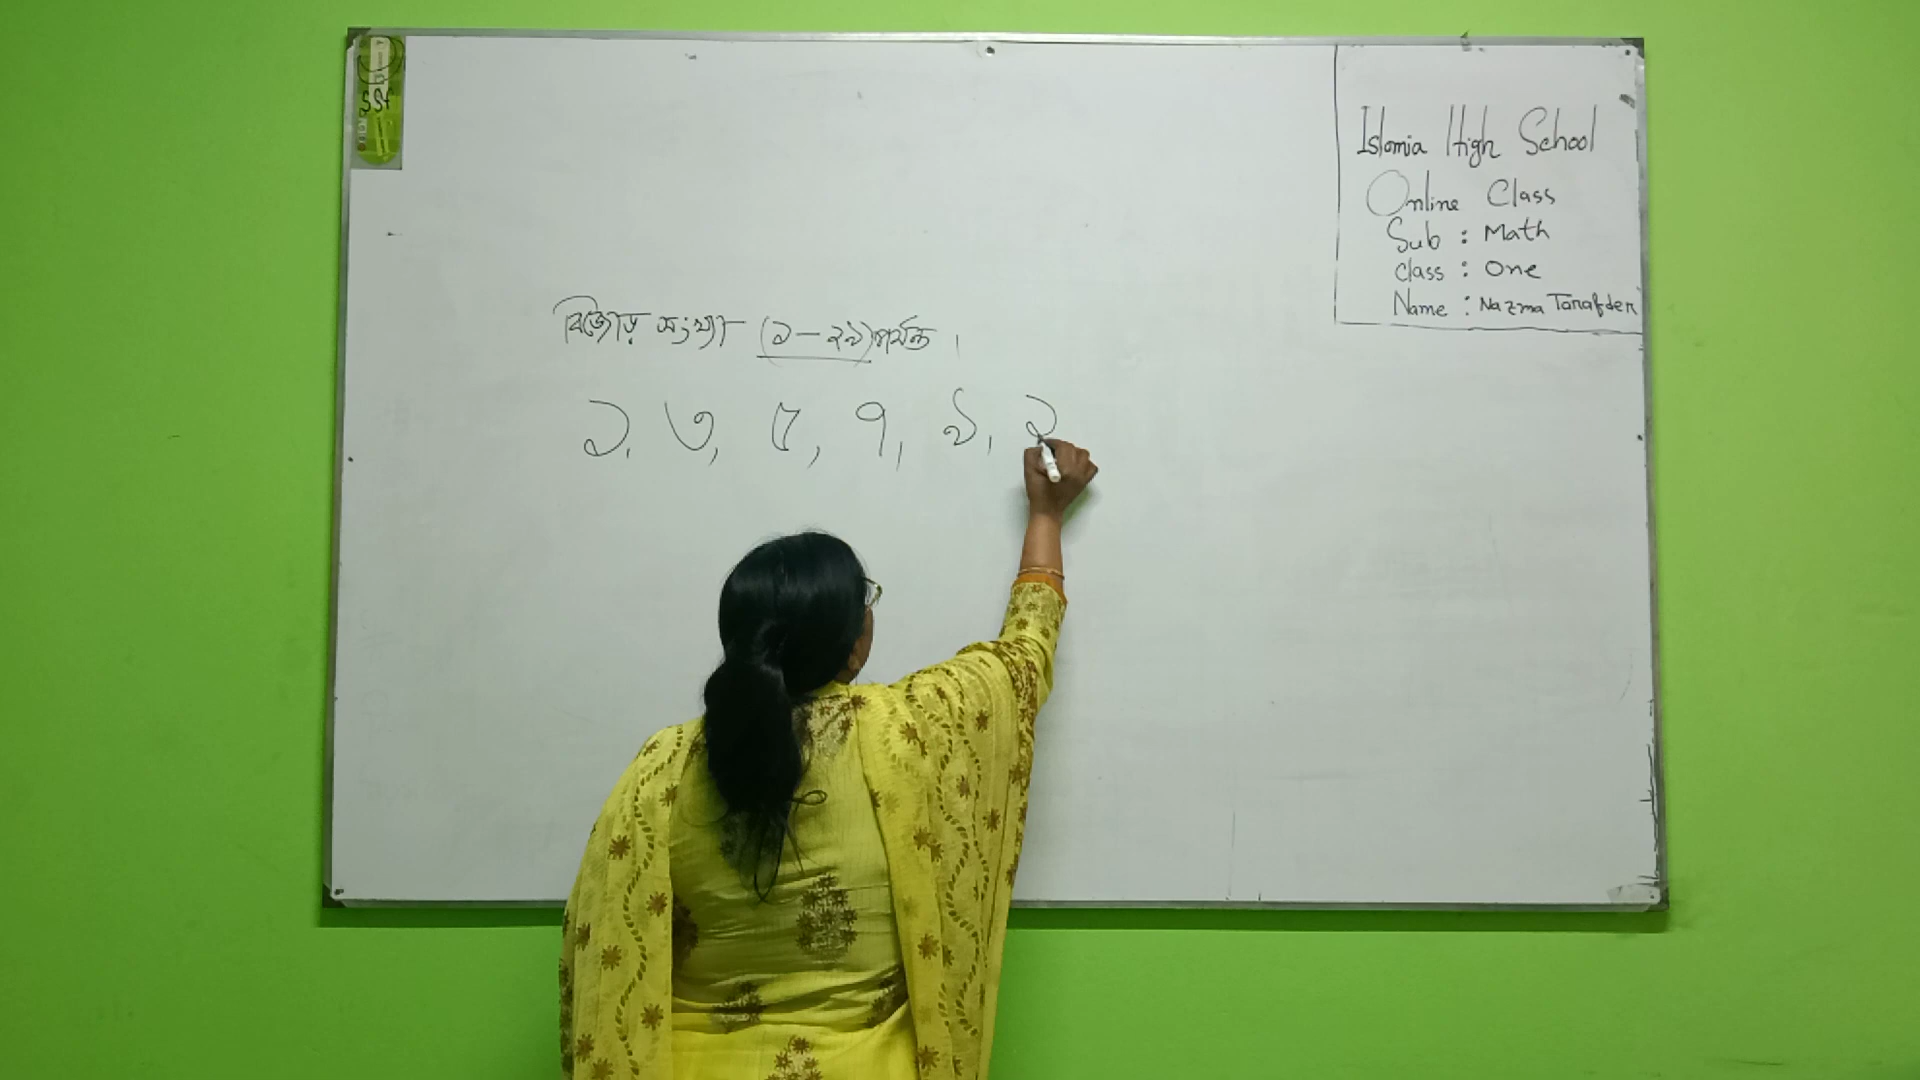 Islamia High School
Online Class
Sub : Math
class : One
Name : Nazma Tarafder
বিজোড় সংখ্যা (১-২৯) পর্যন্ত ।
১, ৩, ৫, ৭, ৯, ১